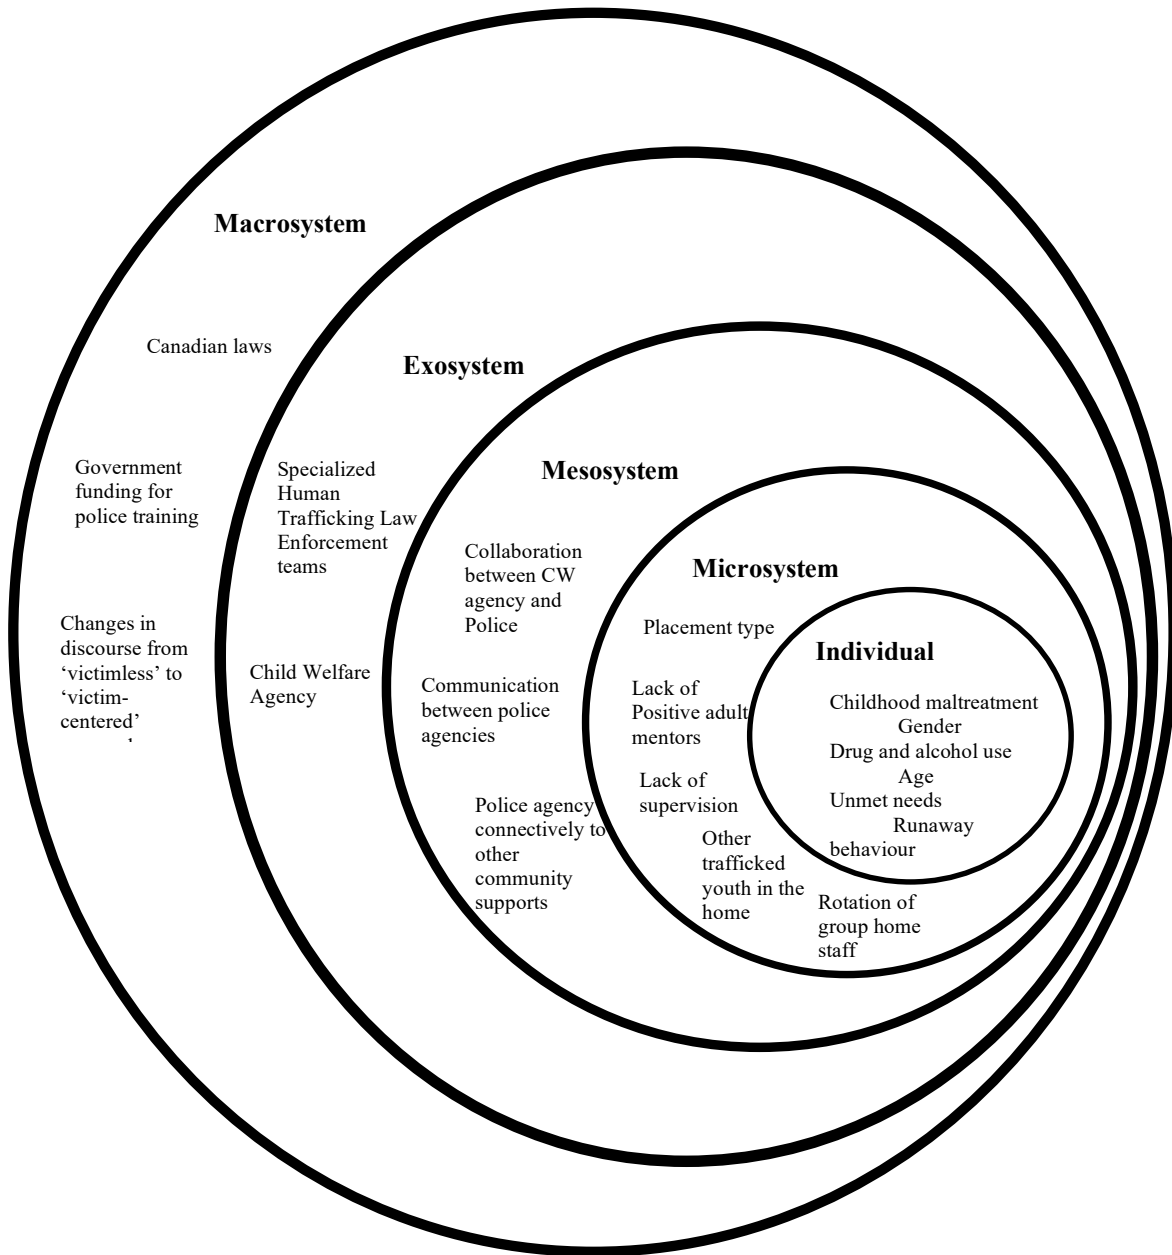 Macrosystem
Canadian laws
Government
funding for
police training
Changes in
discourse from
‘victimless’ to
‘victim-
centered’
Exosystem
Specialized
Human
Trafficking Law
Enforcement
teams
Child Welfare
Agency
Mesosystem
Collaboration
between CW
agency and
Police
Communication
between police
agencies
Police agency
connectively to
other
community
supports
Microsystem
Placement type
Lack of
Positive adult
mentors
Lack of
supervision
Other
trafficked
youth in the
home
Rotation of
group home
staff
Individual
Childhood maltreatment
Gender
Drug and alcohol use
Age
Unmet needs
Runaway
behaviour